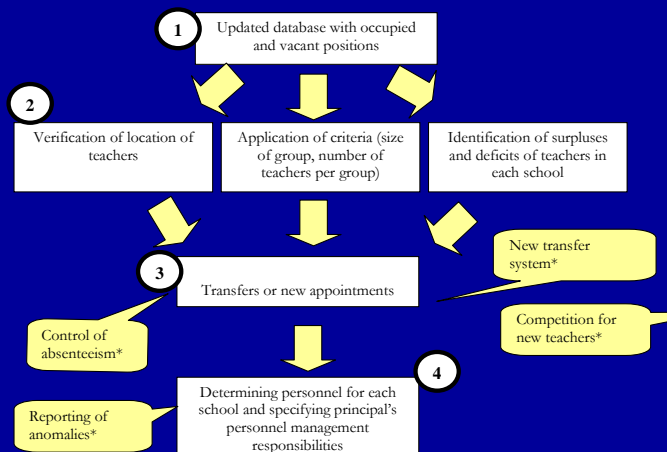 1
Updated database with occupied
and vacant positions
2
Verification of location of
teachers
Application of criteria (size
of group, number of
teachers per group)
Identification of surpluses
and deficits of teachers in
each school
New transfer
system*
3
Transfers or new appointments
Competition for
new teachers*
Control of
absenteeism*
4
Determining personnel for each
school and specifying principal's
personnel management
responsibilities
Reporting of
anomalies*